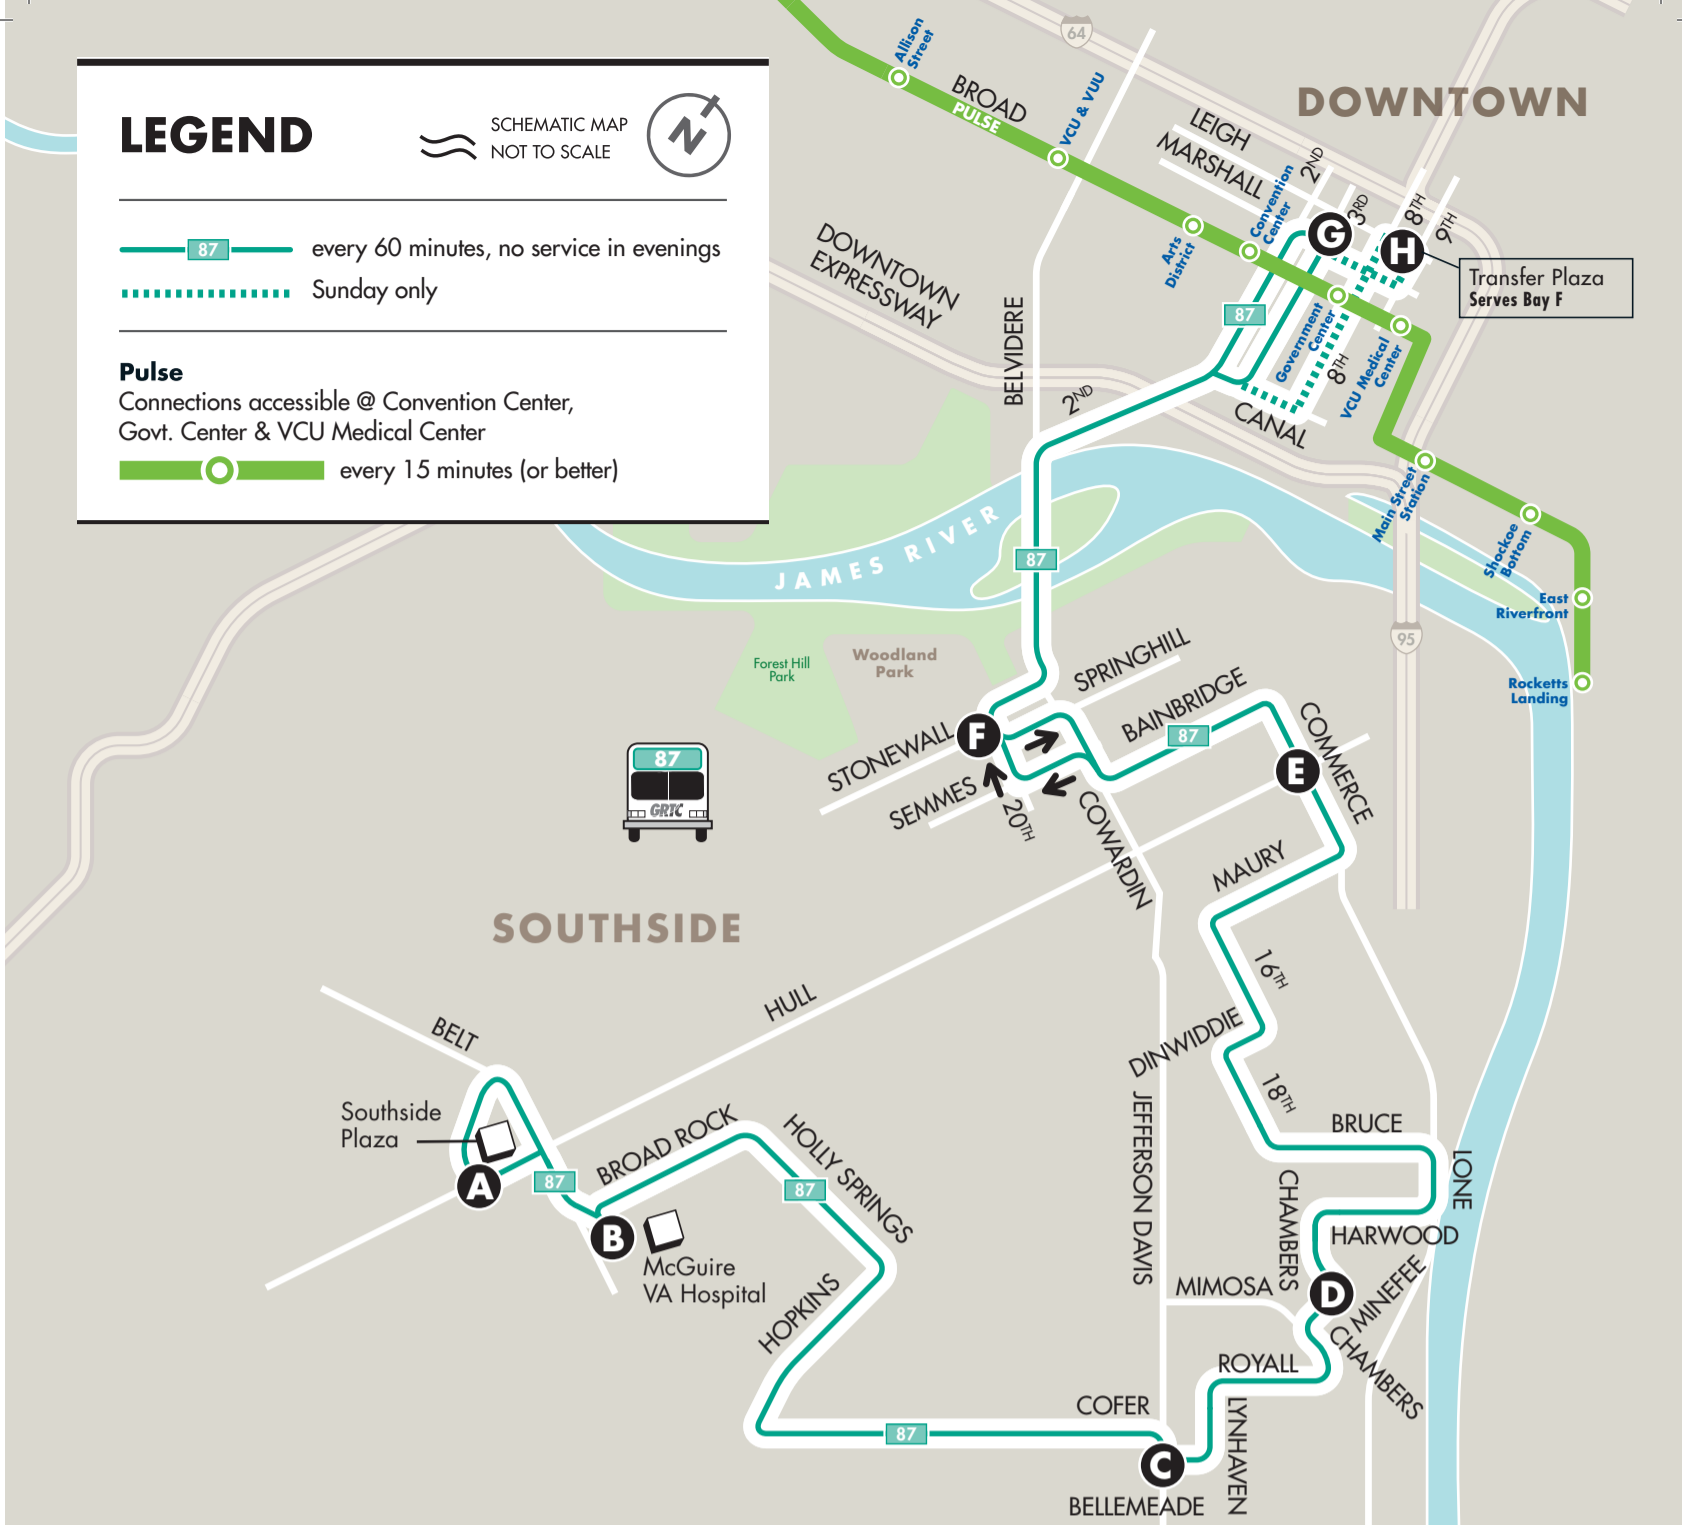 LEGEND
SCHEMATIC MAP
NOT TO SCALE
N
87
every 60 minutes, no service in evenings
Sunday only
Pulse
Connections accessible @ Convention Center,
Govt. Center & VCU Medical Center
every 15 minutes (or better)
64
DOWNTOWN
Allison
Street
BROAD
PULSE
VCU & VUU
LEIGH
MARSHALL
2ND
3RD
8TH
9TH
Convention
Center
Arts
District
G
H
Transfer Plaza
Serves Bay F
DOWNTOWN
EXPRESSWAY
BELVIDERE
87
Government
Center
8TH
VCU Medical
Center
2ND
CANAL
Main Street
Station
Shockoe
Bottom
JAMES RIVER
87
East
Riverfront
95
Rocketts
Landing
Forest Hill
Park
Woodland
Park
SPRINGHILL
BAINBRIDGE
87
COMMERCE
STONEWALL
F
E
SEMMES
20TH
COWARDIN
87
GRTC
MAURY
SOUTHSIDE
16TH
HULL
DINWIDDIE
18TH
BELT
Southside
Plaza
A
87
BROAD ROCK
HOLLY SPRINGS
87
JEFFERSON DAVIS
BRUCE
LONE
CHAMBERS
HARWOOD
B
McGuire
VA Hospital
HOPKINS
MIMOSA
D
MINEFEE
CHAMBERS
ROYALL
COFER
LYNHAVEN
87
C
BELLEMEADE